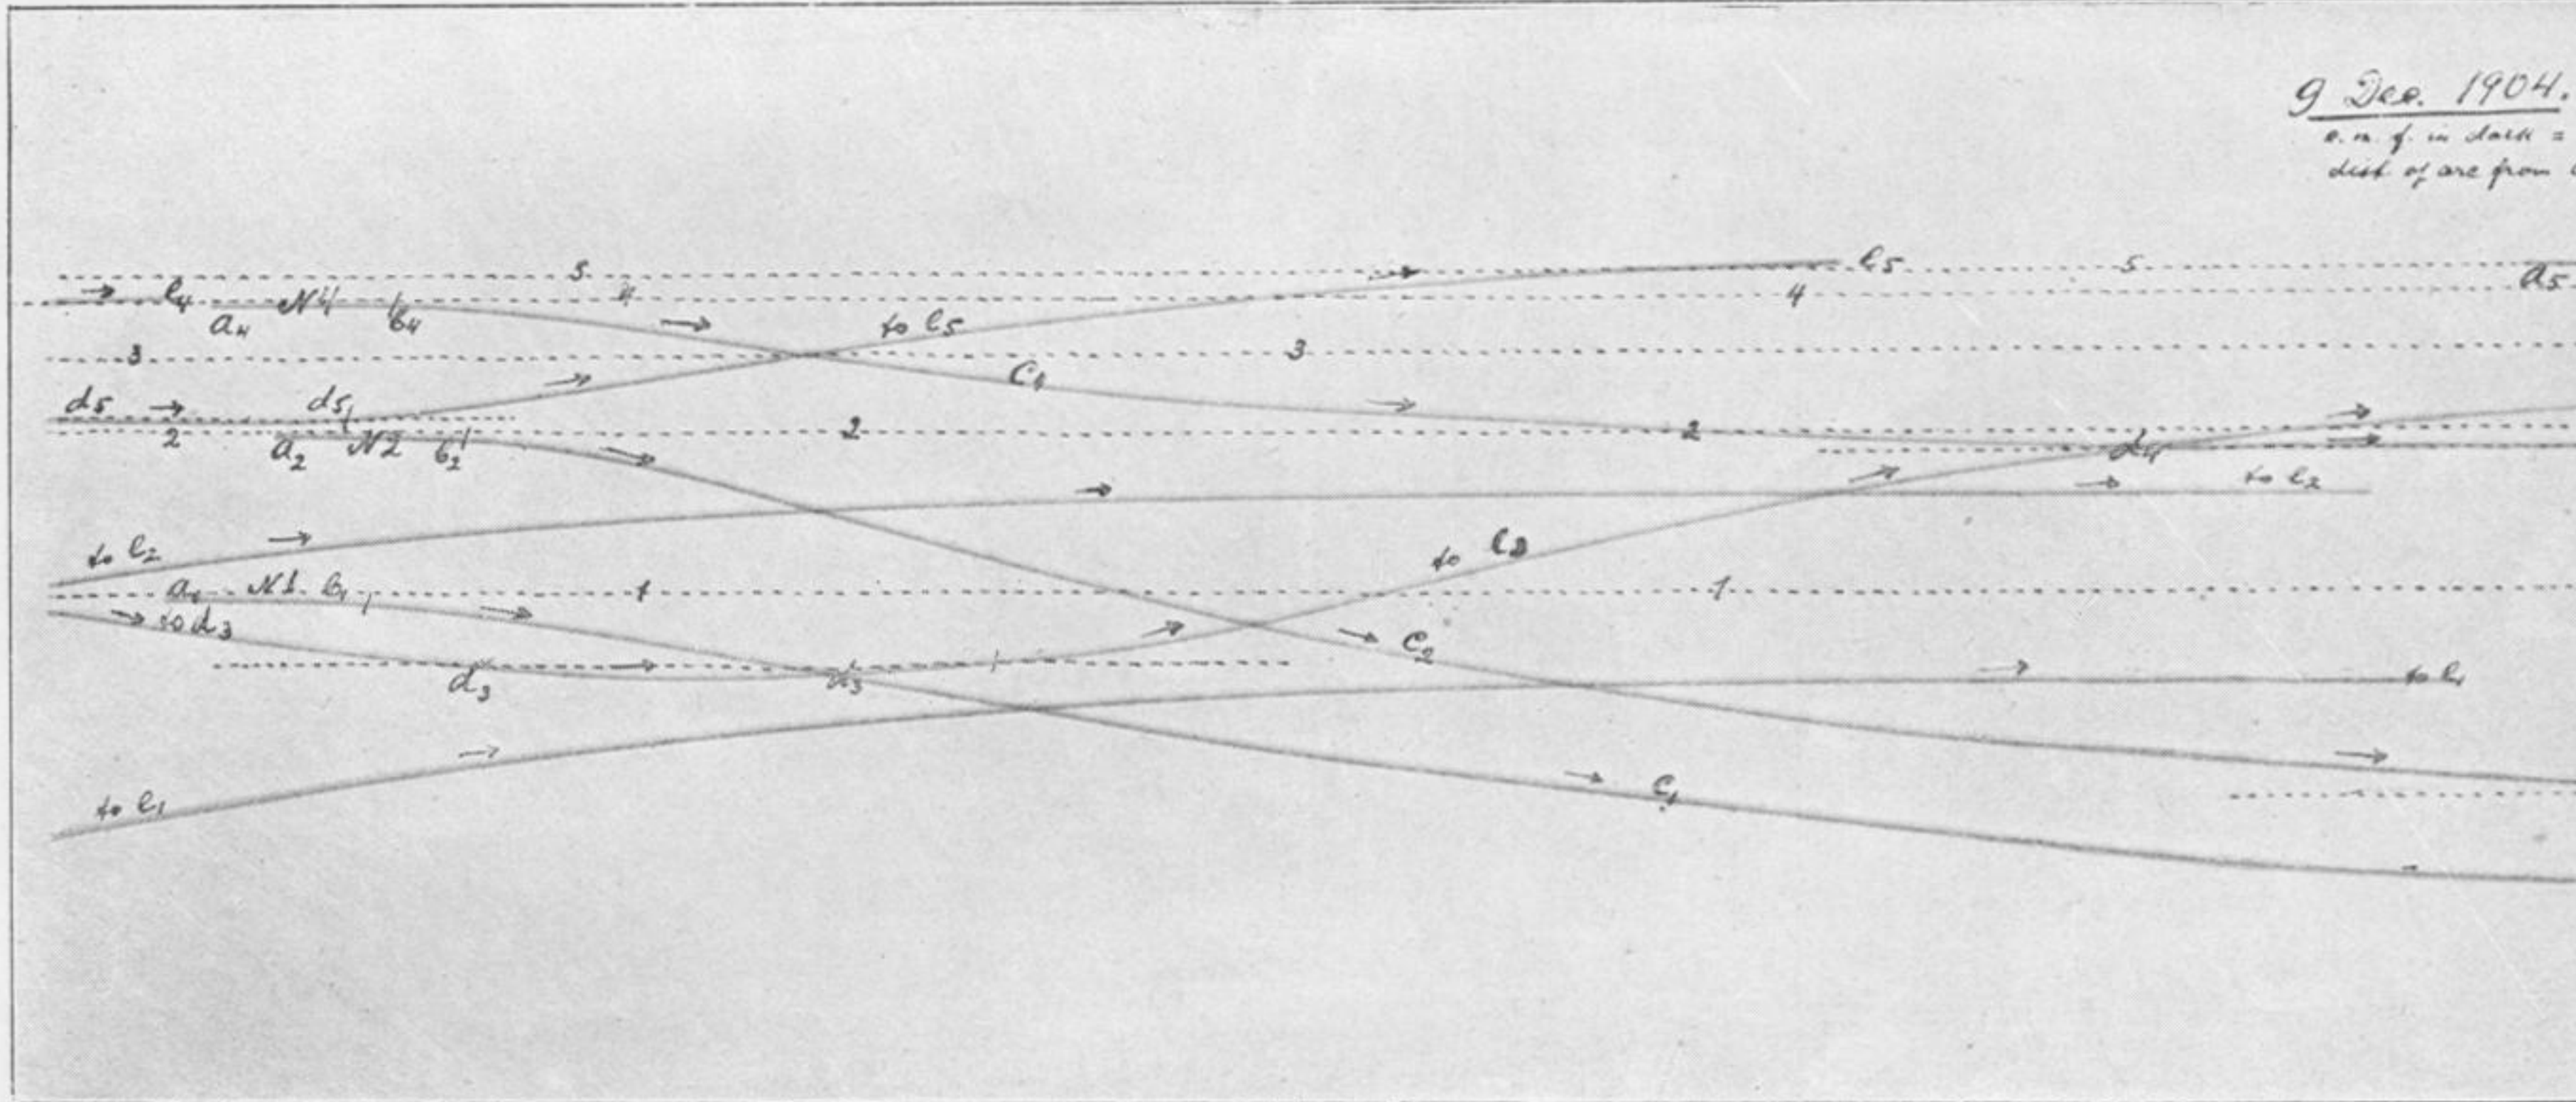 9 Dec. 1904.
e.m.f. in dark =
dist of arc from
5 e5 5
e4 4 4 a5
a4 N4 b4
to e5
3 3
C4
d5 d5
2 2 2
a2 N2 b2 d4
to e2
to e2
to e3
a1 N1 b1 1 1
to d3
C2
d3 d3
to e1
to e1
C1